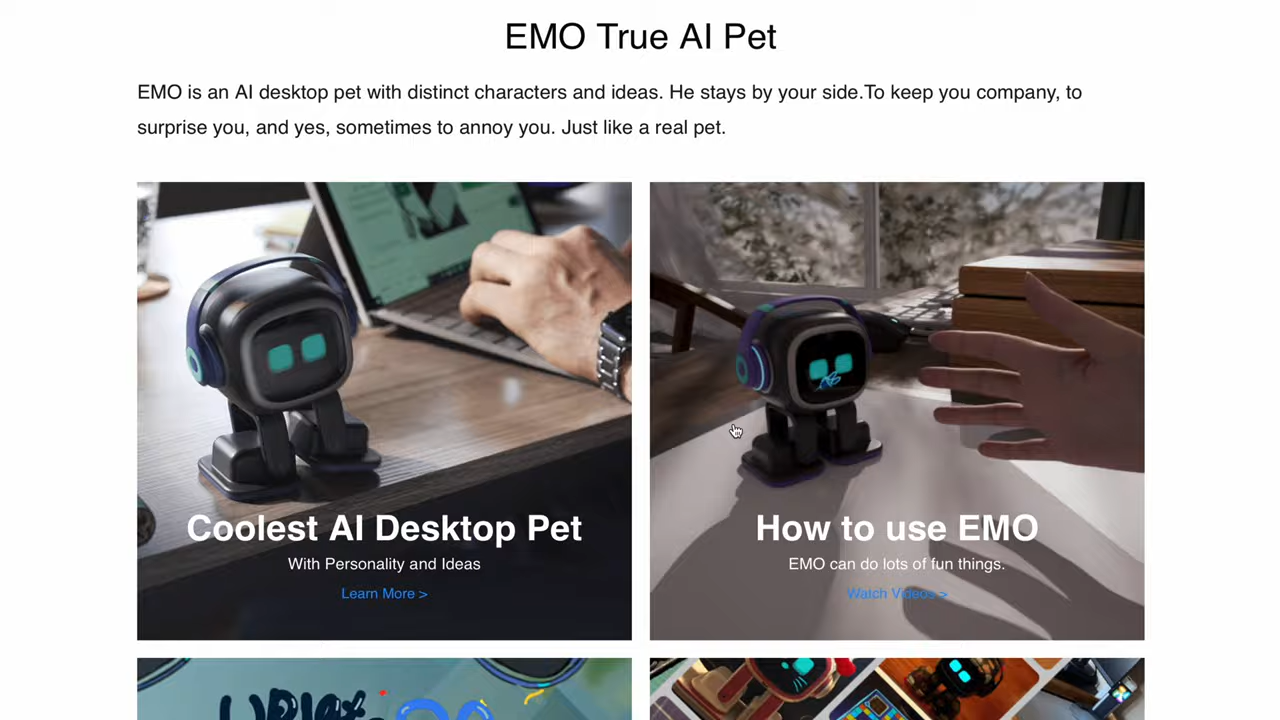 EMO True AI Pet
EMO is an AI desktop pet with distinct characters and ideas. He stays by your side.To keep you company, to
surprise you, and yes, sometimes to annoy you. Just like a real pet.
Coolest AI Desktop Pet
With Personality and Ideas
Learn More >
How to use EMO
EMO can do lots of fun things.
Watch Videos >